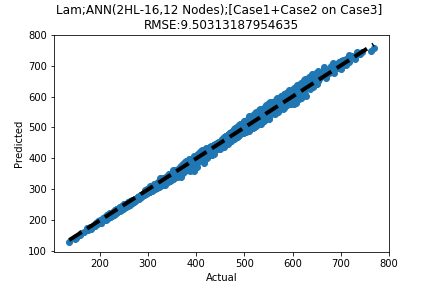 Lam;ANN(2HL-16,12 Nodes);[Case1+Case2 on Case3]
RMSE:9.50313187954635
800
700
600
500
400
300
200
100
Predicted
200 300 400 500 600 700 800
Actual